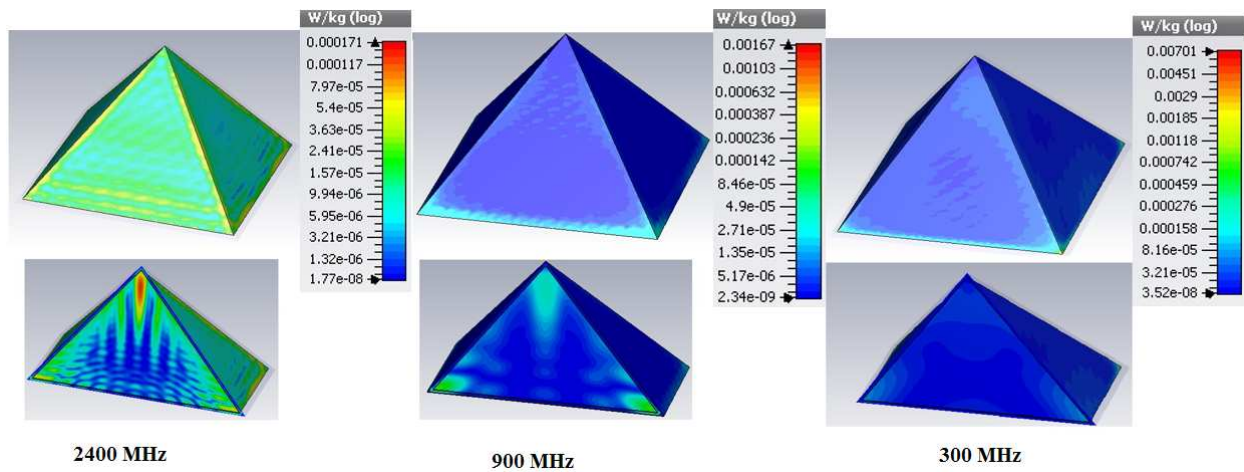 W/kg (log)
0.000171
0.000117
7.97e-05
5.4e-05
3.63e-05
2.41e-05
1.57e-05
9.94e-06
5.95e-06
3.21e-06
1.32e-06
1.77e-08
W/kg (log)
0.00167
0.00103
0.000632
0.000387
0.000236
0.000142
8.46e-05
4.9e-05
2.71e-05
1.35e-05
5.17e-06
2.34e-09
W/kg (log)
0.00701
0.00451
0.0029
0.00185
0.00118
0.000742
0.000459
0.000276
0.000158
8.16e-05
3.21e-05
3.52e-08
2400 MHz
900 MHz
300 MHz